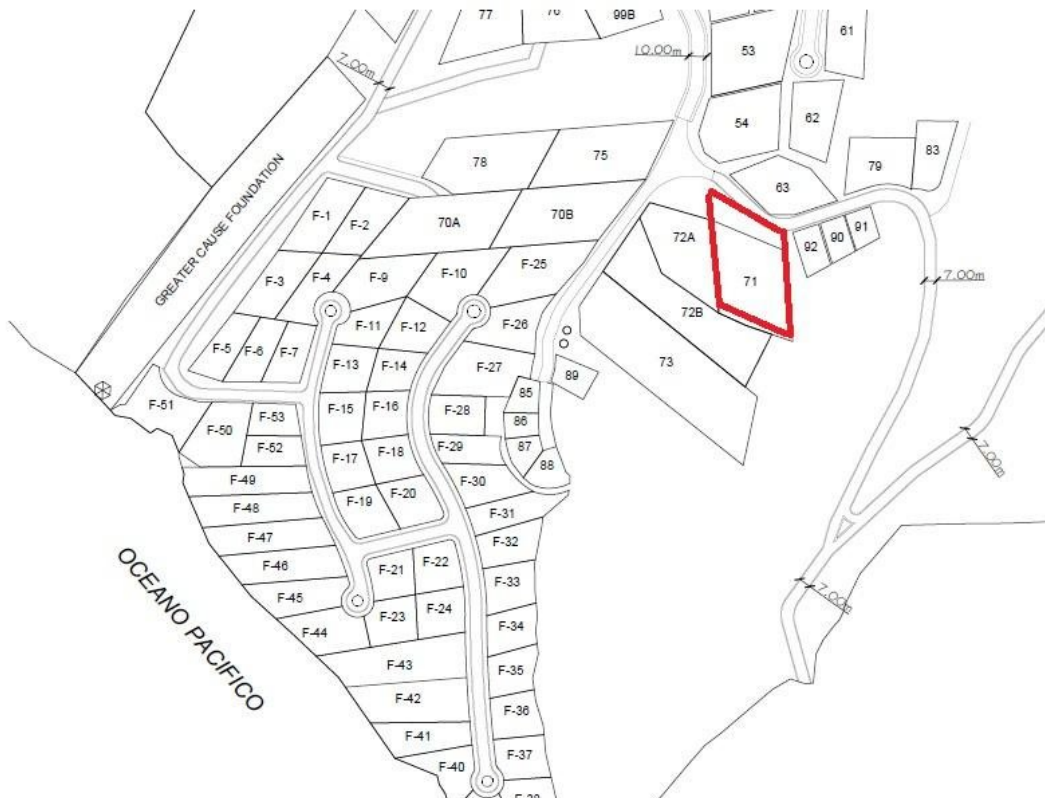 77
76
99B
7.00m
10.00m
53
61
54
62
78
75
79
83
63
GREATER CAUSE FOUNDATION
F-1
F-2
70A
70B
72A
92
90
91
F-3
F-4
F-9
F-10
F-25
71
7.00m
F-11
F-12
F-26
72B
F-5
F-6
F-7
F-13
F-14
F-27
73
89
F-51
F-15
F-16
F-28
85
F-50
F-53
86
F-52
F-17
F-18
F-29
87
7.00m
88
F-49
F-19
F-20
F-30
F-48
F-31
F-47
F-32
OCEANO PACIFICO
F-46
F-21
F-22
F-33
F-45
7.00m
F-44
F-23
F-24
F-34
F-43
F-35
F-42
F-36
F-41
F-37
F-40